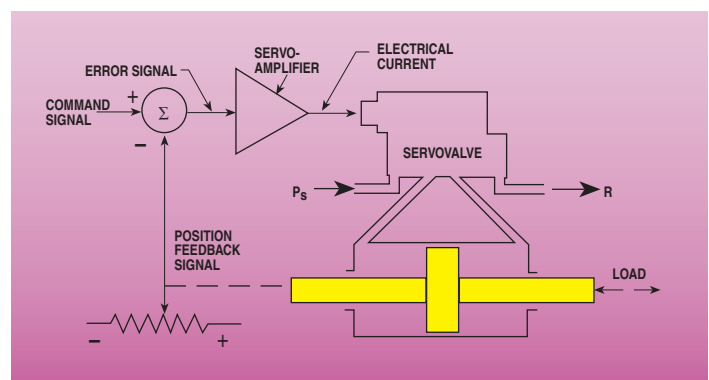 SERVO-
AMPLIFIER
ELECTRICAL
CURRENT
ERROR SIGNAL
COMMAND
SIGNAL
+
Σ
−
SERVOVALVE
Ps
R
POSITION
FEEDBACK
SIGNAL
LOAD
− +